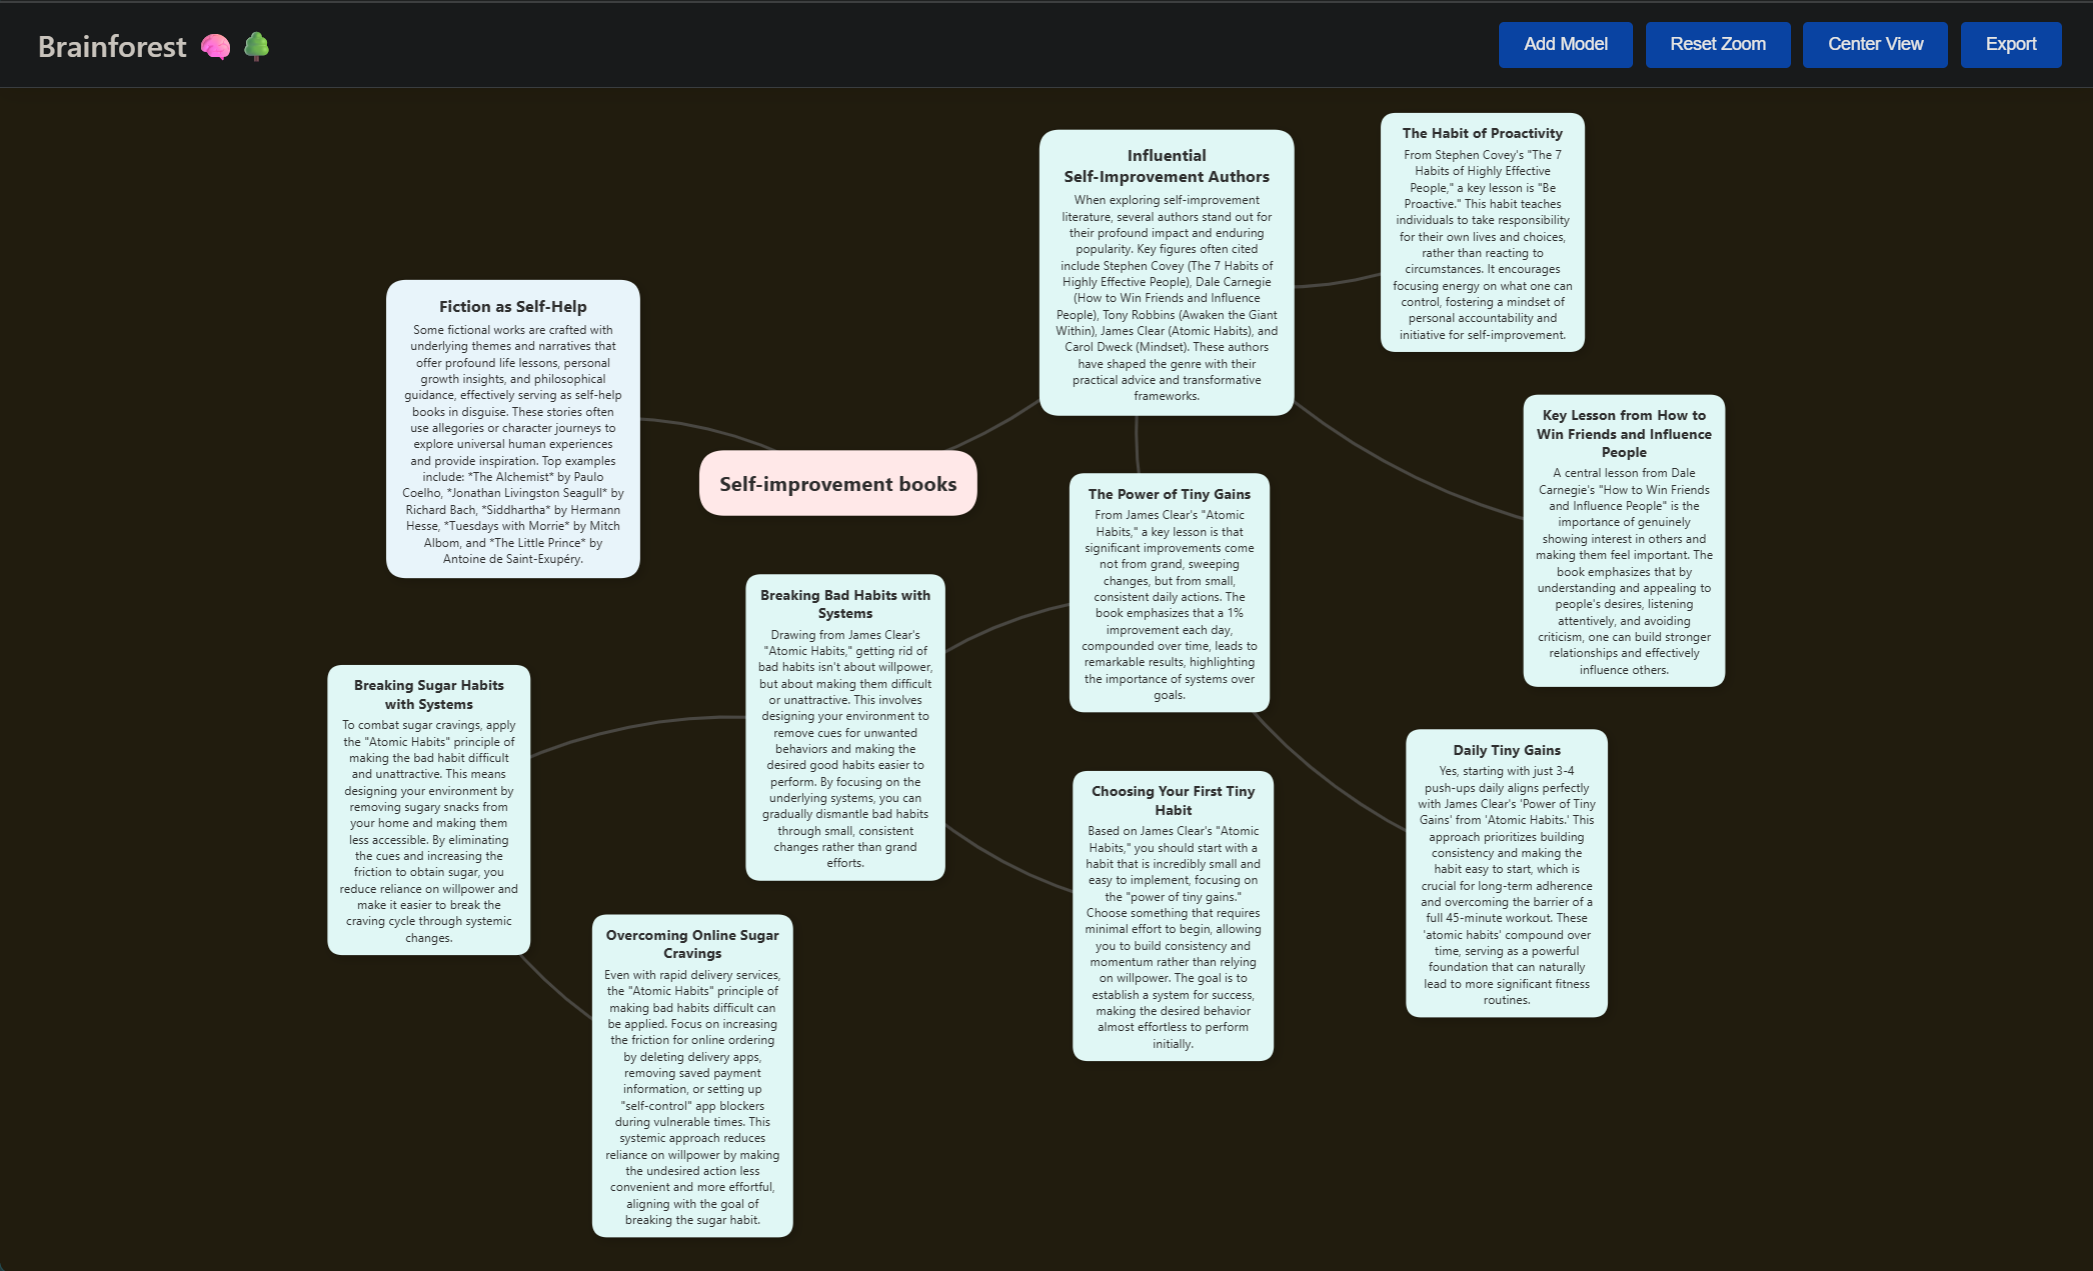 Brainforest
Add Model
Reset Zoom
Center View
Export
Influential
Self-Improvement Authors
When exploring self-improvement
literature, several authors stand out for
their profound impact and enduring
popularity. Key figures often cited
include Stephen Covey (The 7 Habits of
Highly Effective People), Dale Carnegie
(How to Win Friends and Influence
People), Tony Robbins (Awaken the Giant
Within), James Clear (Atomic Habits), and
Carol Dweck (Mindset). These authors
have shaped the genre with their
practical advice and transformative
frameworks.
The Habit of Proactivity
From Stephen Covey's "The 7
Habits of Highly Effective
People," a key lesson is "Be
Proactive." This habit teaches
individuals to take responsibility
for their own lives and choices,
rather than reacting to
circumstances. It encourages
focusing energy on what one can
control, fostering a mindset of
personal accountability and
initiative for self-improvement.
Fiction as Self-Help
Some fictional works are crafted with
underlying themes and narratives that
offer profound life lessons, personal
growth insights, and philosophical
guidance, effectively serving as self-help
books in disguise. These stories often
use allegories or character journeys to
explore universal human experiences
and provide inspiration. Top examples
include: *The Alchemist* by Paulo
Coelho, *Jonathan Livingston Seagull* by
Richard Bach, *Siddhartha* by Hermann
Hesse, *Tuesdays with Morrie* by Mitch
Albom, and *The Little Prince* by
Antoine de Saint-Exupéry.
Self-improvement books
Key Lesson from How to
Win Friends and Influence
People
A central lesson from Dale
Carnegie's "How to Win Friends
and Influence People" is the
importance of genuinely
showing interest in others and
making them feel important. The
book emphasizes that by
understanding and appealing to
people's desires, listening
attentively, and avoiding
criticism, one can build stronger
relationships and effectively
influence others.
The Power of Tiny Gains
From James Clear's "Atomic
Habits," a key lesson is that
significant improvements come
not from grand, sweeping
changes, but from small,
consistent daily actions. The
book emphasizes that a 1%
improvement each day,
compounded over time, leads to
remarkable results, highlighting
the importance of systems over
goals.
Breaking Bad Habits with
Systems
Drawing from James Clear's
"Atomic Habits," getting rid of
bad habits isn't about willpower,
but about making them difficult
or unattractive. This involves
designing your environment to
remove cues for unwanted
behaviors and making the
desired good habits easier to
perform. By focusing on the
underlying systems, you can
gradually dismantle bad habits
through small, consistent
changes rather than grand
efforts.
Breaking Sugar Habits
with Systems
To combat sugar cravings, apply
the "Atomic Habits" principle of
making the bad habit difficult
and unattractive. This means
designing your environment by
removing sugary snacks from
your home and making them
less accessible. By eliminating
the cues and increasing the
friction to obtain sugar, you
reduce reliance on willpower and
make it easier to break the
craving cycle through systemic
changes.
Daily Tiny Gains
Yes, starting with just 3-4
push-ups daily aligns perfectly
with James Clear's 'Power of Tiny
Gains' from 'Atomic Habits.' This
approach prioritizes building
consistency and making the
habit easy to start, which is
crucial for long-term adherence
and overcoming the barrier of a
full 45-minute workout. These
'atomic habits' compound over
time, serving as a powerful
foundation that can naturally
lead to more significant fitness
routines.
Choosing Your First Tiny
Habit
Based on James Clear's "Atomic
Habits," you should start with a
habit that is incredibly small and
easy to implement, focusing on
the "power of tiny gains."
Choose something that requires
minimal effort to begin, allowing
you to build consistency and
momentum rather than relying
on willpower. The goal is to
establish a system for success,
making the desired behavior
almost effortless to perform
initially.
Overcoming Online Sugar
Cravings
Even with rapid delivery services,
the "Atomic Habits" principle of
making bad habits difficult can
be applied. Focus on increasing
the friction for online ordering
by deleting delivery apps,
removing saved payment
information, or setting up
"self-control" app blockers
during vulnerable times. This
systemic approach reduces
reliance on willpower by making
the undesired action less
convenient and more effortful,
aligning with the goal of
breaking the sugar habit.